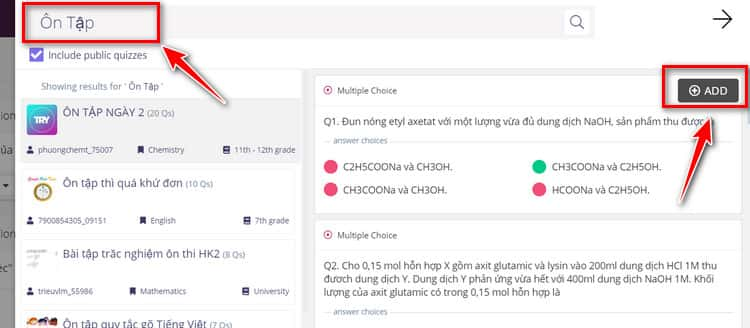 Ôn Tập
Include public quizzes
Showing results for ' Ôn Tập '
TRY
ÔN TẬP NGÀY 2 (20 Qs)
phuongchemt_75007 Chemistry 11th - 12th grade
Ôn tập thì quá khứ đơn (10 Qs)
7900854305_09151 English 7th grade
Bài tập trắc nghiệm ôn thi HK2 (8 Qs)
trieuvlm_55986 Mathematics University
Ôn tập quy tắc gõ Tiếng Việt (7 Qs)
Multiple Choice
ADD
Q1. Đun nóng etyl axetat với một lượng vừa đủ dung dịch NaOH, sản phẩm thu được
answer choices
C2H5COONa và CH3OH. CH3COONa và C2H5OH.
CH3COONa và CH3OH. HCOONa và C2H5OH.
Multiple Choice
Q2. Cho 0,15 mol hỗn hợp X gồm axit glutamic và lysin vào 200ml dung dịch HCl 1M thu
đươch dung dịch Y. Dung dịch Y phản ứng vừa hết với 400ml dung dịch NaOH 1M. Khối
lượng của axit glutamic có trong 0,15 mol hỗn hợp là
answer choices